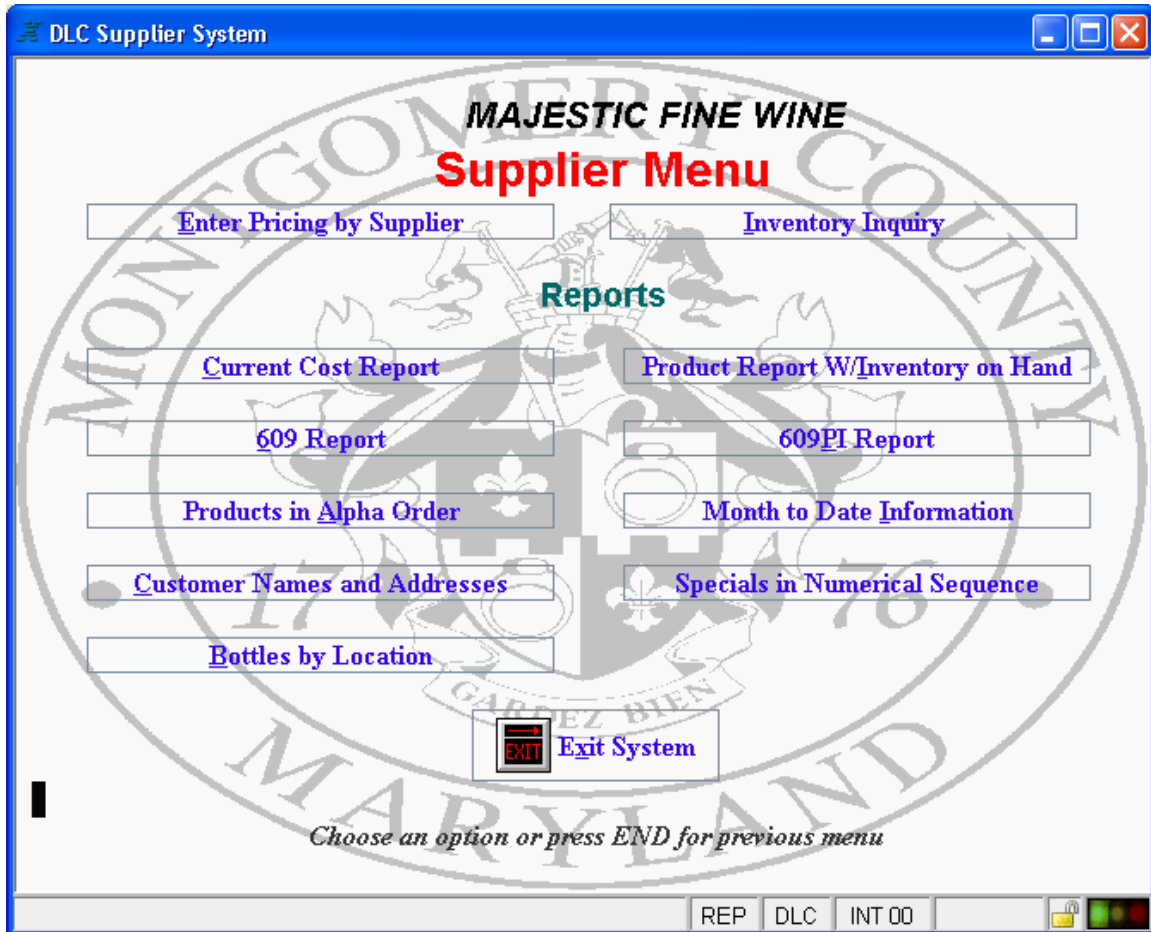 DLC Supplier System
MAJESTIC FINE WINE
Supplier Menu
Enter Pricing by Supplier
Inventory Inquiry
Reports
Current Cost Report
Product Report W/Inventory on Hand
609 Report
609PI Report
Products in Alpha Order
Month to Date Information
Customer Names and Addresses
Specials in Numerical Sequence
Bottles by Location
EXIT Exit System
Choose an option or press END for previous menu
REP DLC INT 00
MONTGOMERY COUNTY
17 76
GARDEZ BIEN
MARYLAND